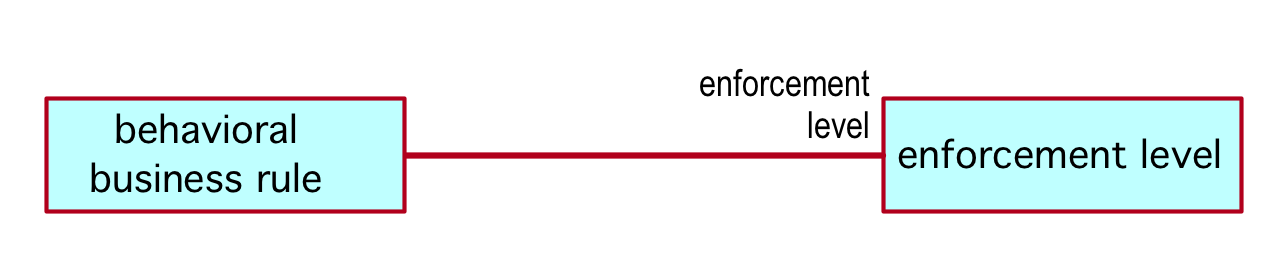 behavioral
business rule
enforcement
level
enforcement level